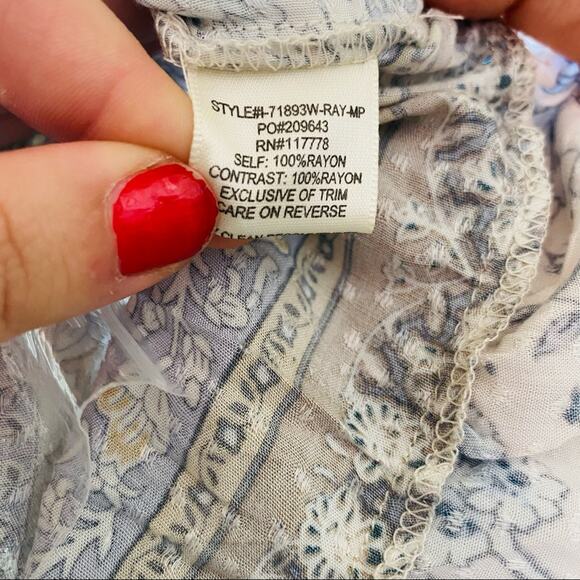 STYLE#I-71893W-RAY-MP
PO#209643
RN#117778
SELF: 100%RAYON
CONTRAST: 100%RAYON
EXCLUSIVE OF TRIM
CARE ON REVERSE
CLEAN